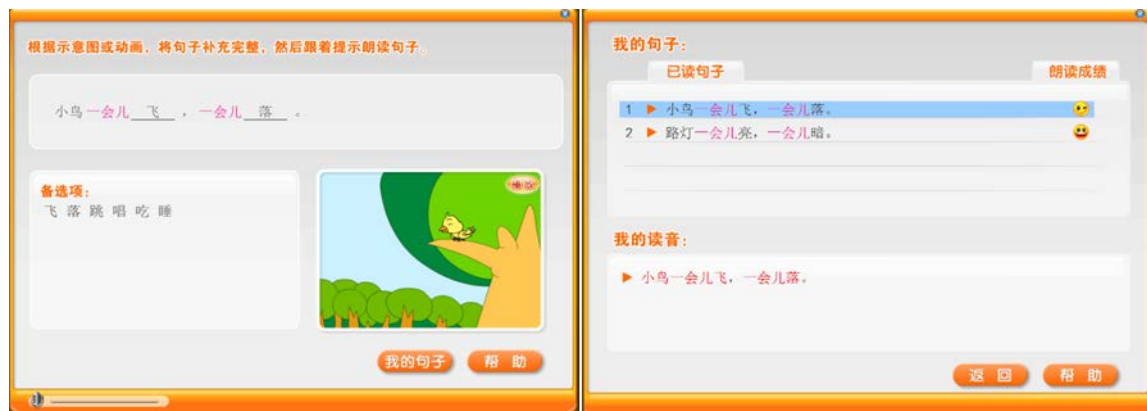 根据示意图或动画，将句子补充完整，然后跟着提示朗读句子。
小鸟一会儿 飞 ，一会儿 落 。
备选项：
飞 落 跳 唱 吃 睡
播放
我的句子
帮 助
我的句子：
已读句子
朗读成绩
1 ▶ 小鸟一会儿飞，一会儿落。
2 ▶ 路灯一会儿亮，一会儿暗。
我的读音：
▶ 小鸟一会儿飞，一会儿落。
返 回
帮 助